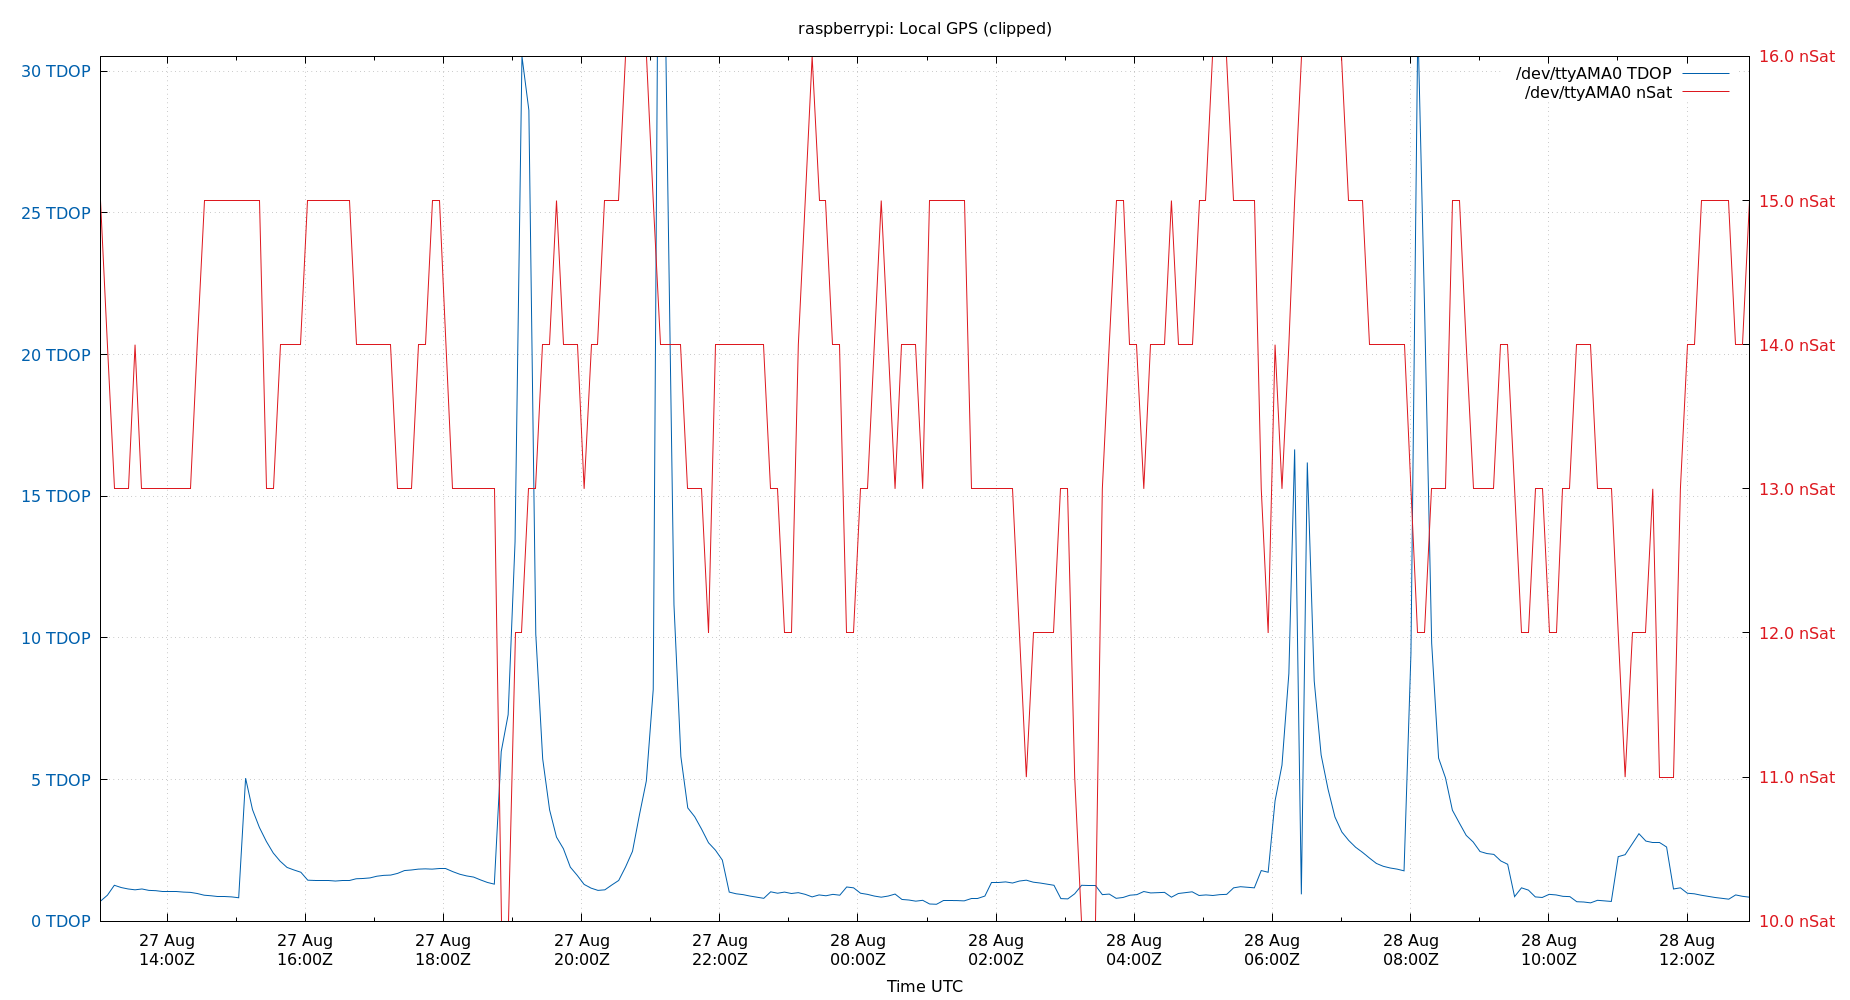 raspberrypi: Local GPS (clipped)
30 TDOP
25 TDOP
20 TDOP
15 TDOP
10 TDOP
5 TDOP
0 TDOP
16.0 nSat
15.0 nSat
14.0 nSat
13.0 nSat
12.0 nSat
11.0 nSat
10.0 nSat
/dev/ttyAMA0 TDOP
/dev/ttyAMA0 nSat
27 Aug
14:00Z
27 Aug
16:00Z
27 Aug
18:00Z
27 Aug
20:00Z
27 Aug
22:00Z
28 Aug
00:00Z
28 Aug
02:00Z
28 Aug
04:00Z
28 Aug
06:00Z
28 Aug
08:00Z
28 Aug
10:00Z
28 Aug
12:00Z
Time UTC